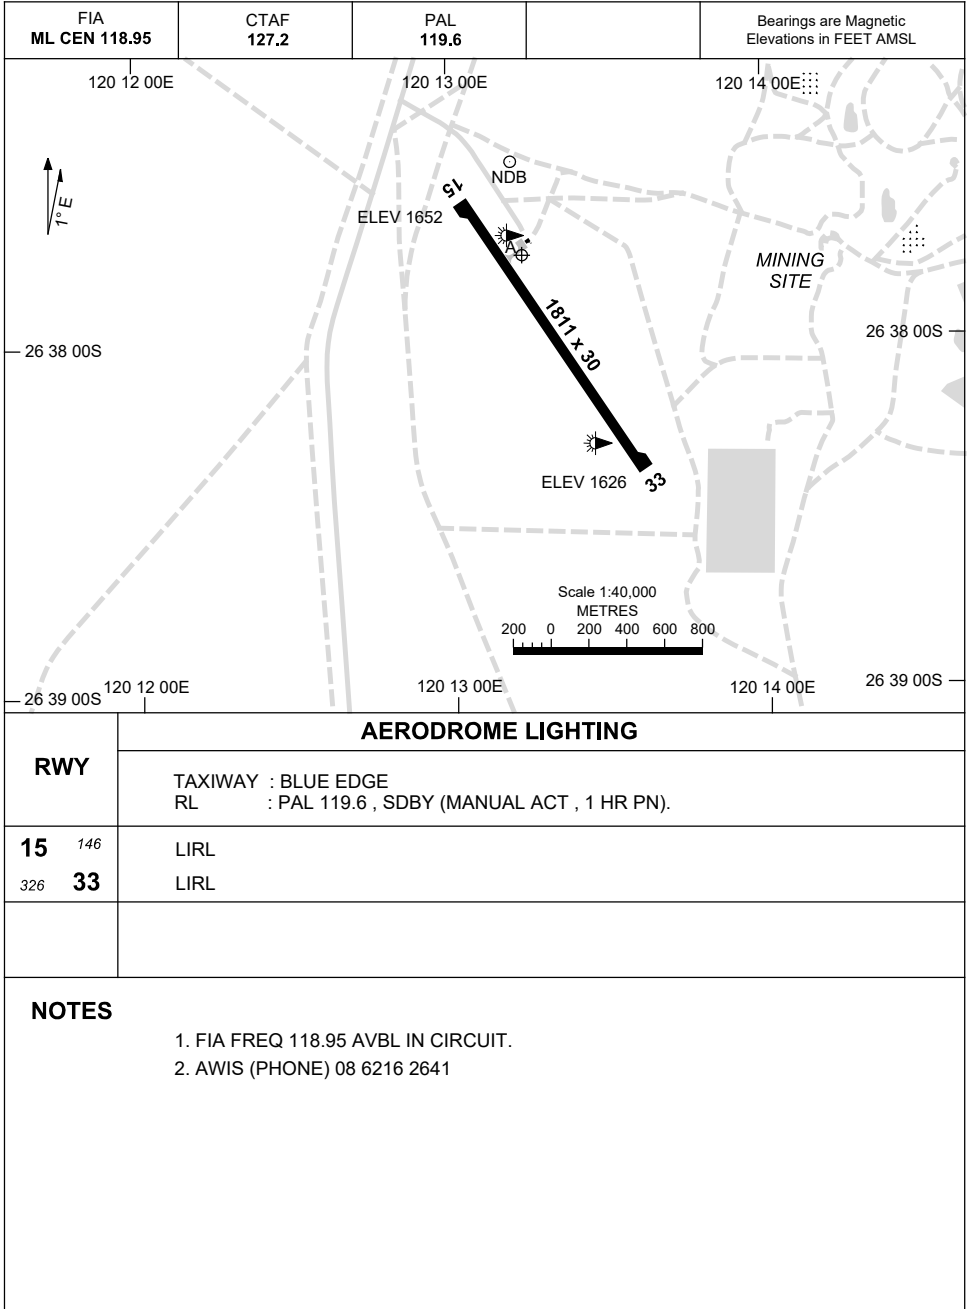 FIA
ML CEN 118.95
CTAF
127.2
PAL
119.6
Bearings are Magnetic
Elevations in FEET AMSL
120 12 00E
120 13 00E
120 14 00E
1° E
NDB
15
ELEV 1652
A
MINING
SITE
1811 x 30
26 38 00S
26 38 00S
ELEV 1626
33
Scale 1:40,000
METRES
200 0 200 400 600 800
26 39 00S
120 12 00E
120 13 00E
120 14 00E
26 39 00S
RWY
AERODROME LIGHTING
TAXIWAY : BLUE EDGE
RL : PAL 119.6 , SDBY (MANUAL ACT , 1 HR PN).
15 146 LIRL
326 33 LIRL
NOTES
1. FIA FREQ 118.95 AVBL IN CIRCUIT.
2. AWIS (PHONE) 08 6216 2641